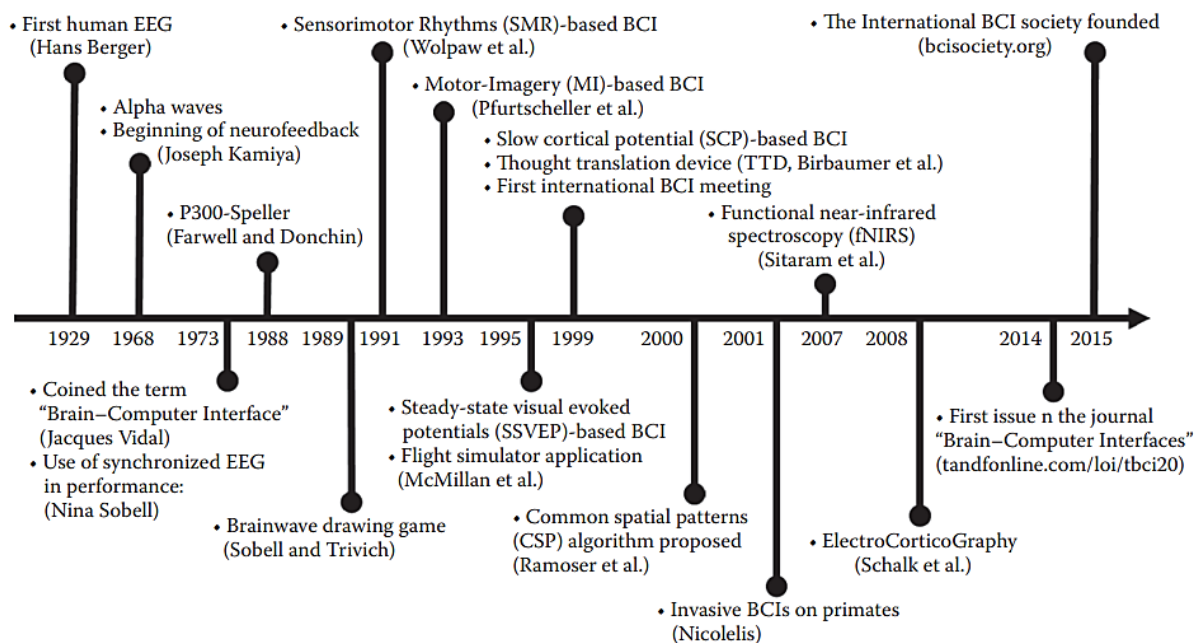 • First human EEG
(Hans Berger)
• Alpha waves
• Beginning of neurofeedback
(Joseph Kamiya)
• P300-Speller
(Farwell and Donchin)
• Sensorimotor Rhythms (SMR)-based BCI
(Wolpaw et al.)
• Motor-Imagery (MI)-based BCI
(Pfurtscheller et al.)
• Slow cortical potential (SCP)-based BCI
• Thought translation device (TTD, Birbaumer et al.)
• First international BCI meeting
• Functional near-infrared
spectroscopy (fNIRS)
(Sitaram et al.)
• The International BCI society founded
(bcisociety.org)
1929 1968 1973 1988 1989 1991 1993 1995 1999 2000 2001 2007 2008 2014 2015
• Coined the term
“Brain–Computer Interface”
(Jacques Vidal)
• Use of synchronized EEG
in performance:
(Nina Sobell)
• Brainwave drawing game
(Sobell and Trivich)
• Steady-state visual evoked
potentials (SSVEP)-based BCI
• Flight simulator application
(McMillan et al.)
• Common spatial patterns
(CSP) algorithm proposed
(Ramoser et al.)
• Invasive BCIs on primates
(Nicolelis)
• ElectroCorticoGraphy
(Schalk et al.)
• First issue n the journal
“Brain–Computer Interfaces”
(tandfonline.com/loi/tbci20)